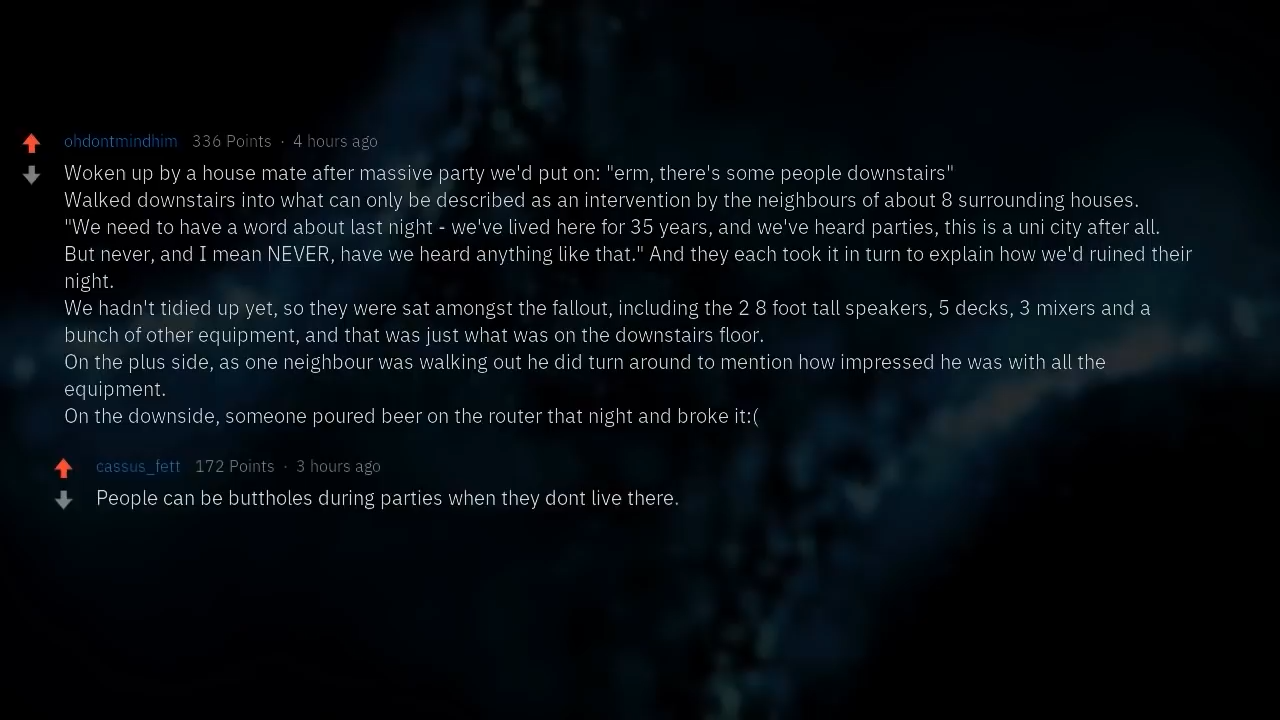 ohdontmindhim 336 Points · 4 hours ago
Woken up by a house mate after massive party we'd put on: "erm, there's some people downstairs"
Walked downstairs into what can only be described as an intervention by the neighbours of about 8 surrounding houses.
"We need to have a word about last night - we've lived here for 35 years, and we've heard parties, this is a uni city after all.
But never, and I mean NEVER, have we heard anything like that." And they each took it in turn to explain how we'd ruined their
night.
We hadn't tidied up yet, so they were sat amongst the fallout, including the 2 8 foot tall speakers, 5 decks, 3 mixers and a
bunch of other equipment, and that was just what was on the downstairs floor.
On the plus side, as one neighbour was walking out he did turn around to mention how impressed he was with all the
equipment.
On the downside, someone poured beer on the router that night and broke it:(
cassus_fett 172 Points · 3 hours ago
People can be buttholes during parties when they dont live there.